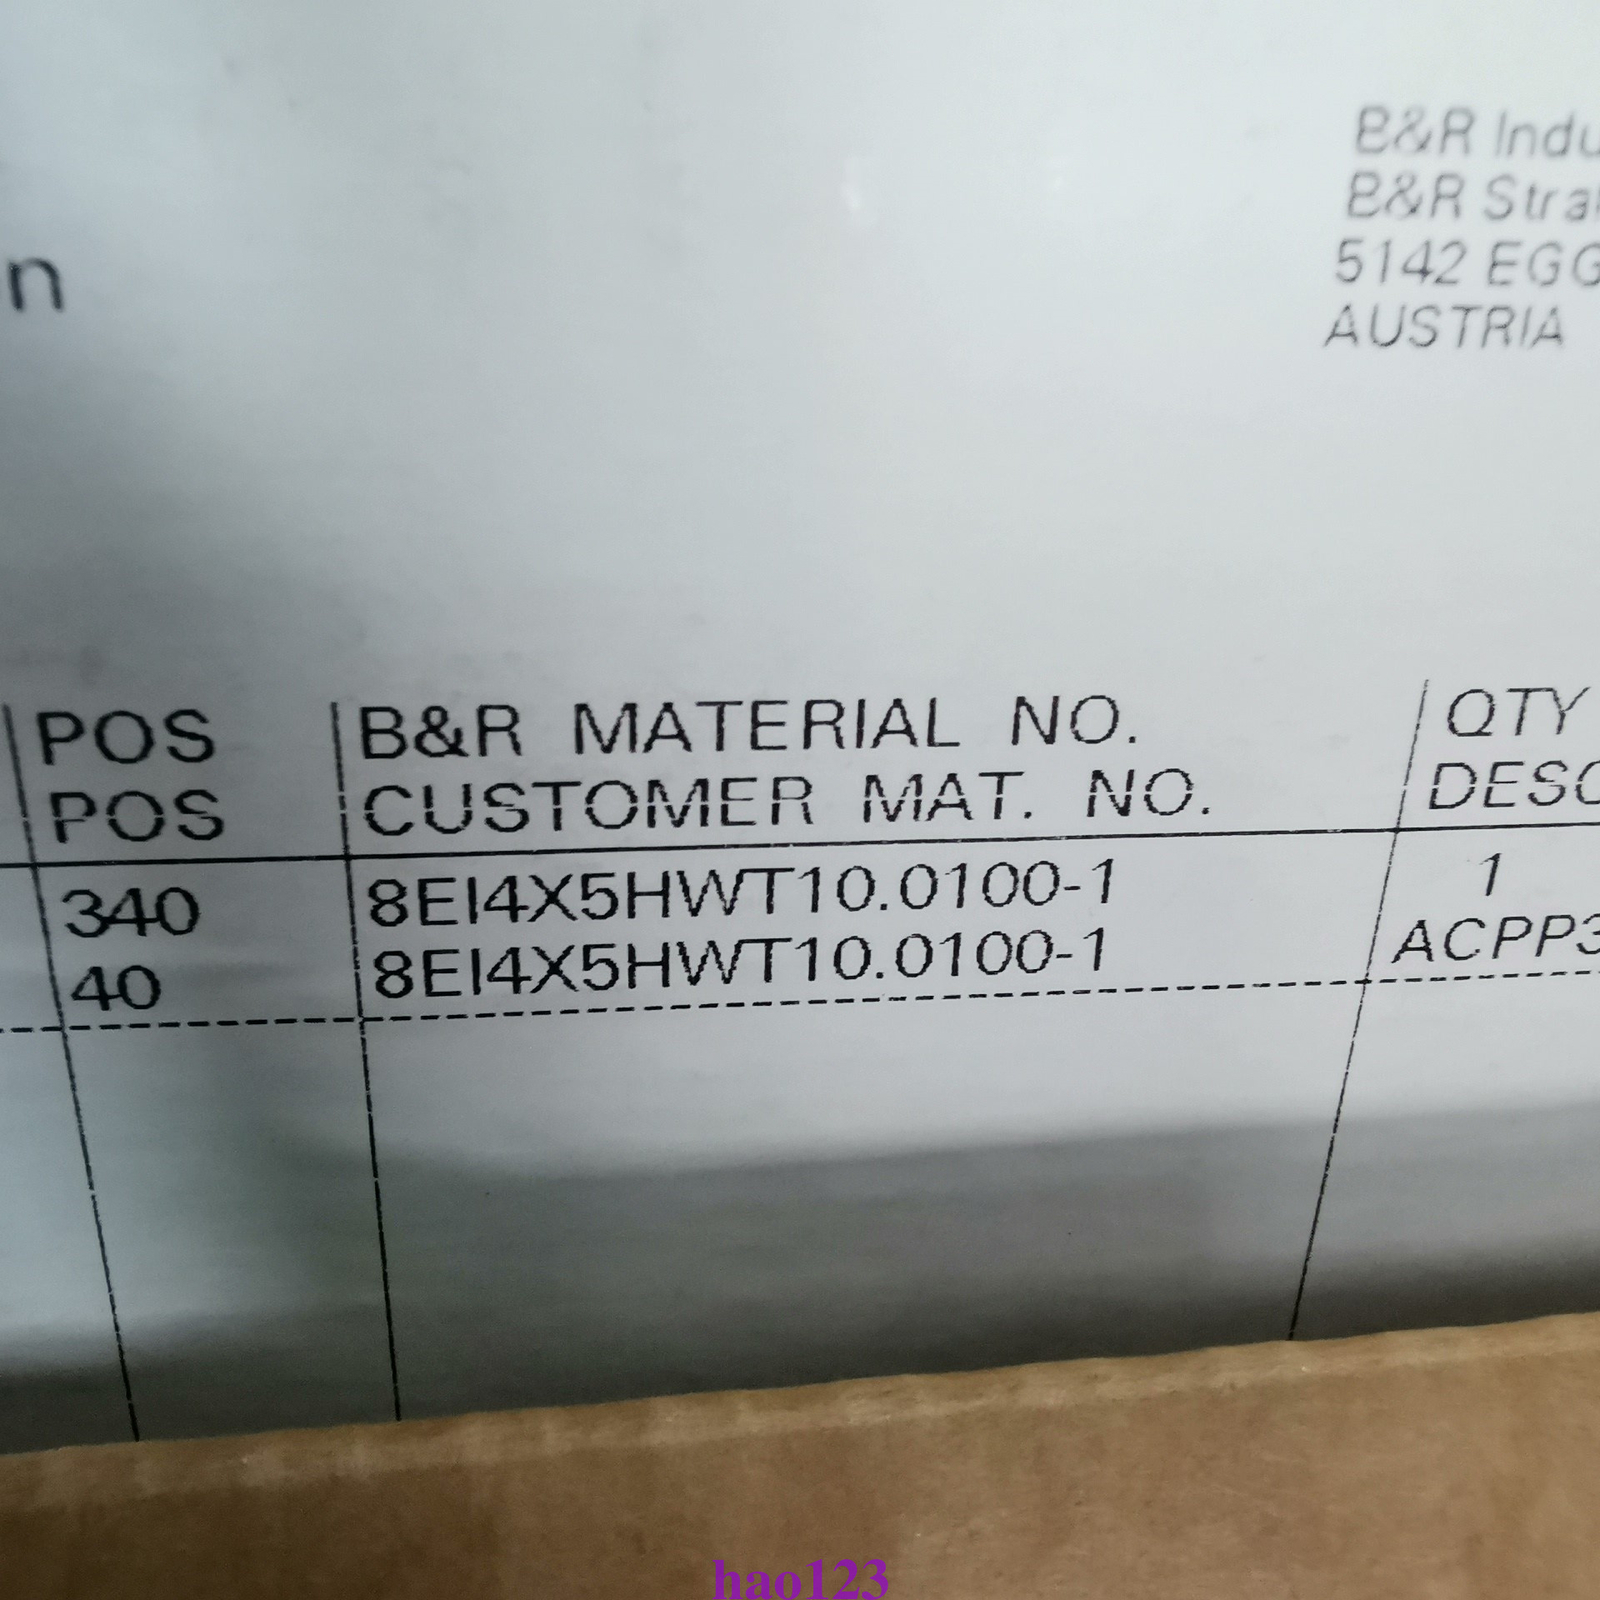 B&R Indu
B&R Stra
5142 EGG
AUSTRIA
n
POS B&R MATERIAL NO. QTY
POS CUSTOMER MAT. NO. DESC
340 8EI4X5HWT10.0100-1 1
40 8EI4X5HWT10.0100-1 ACPP3
hao123